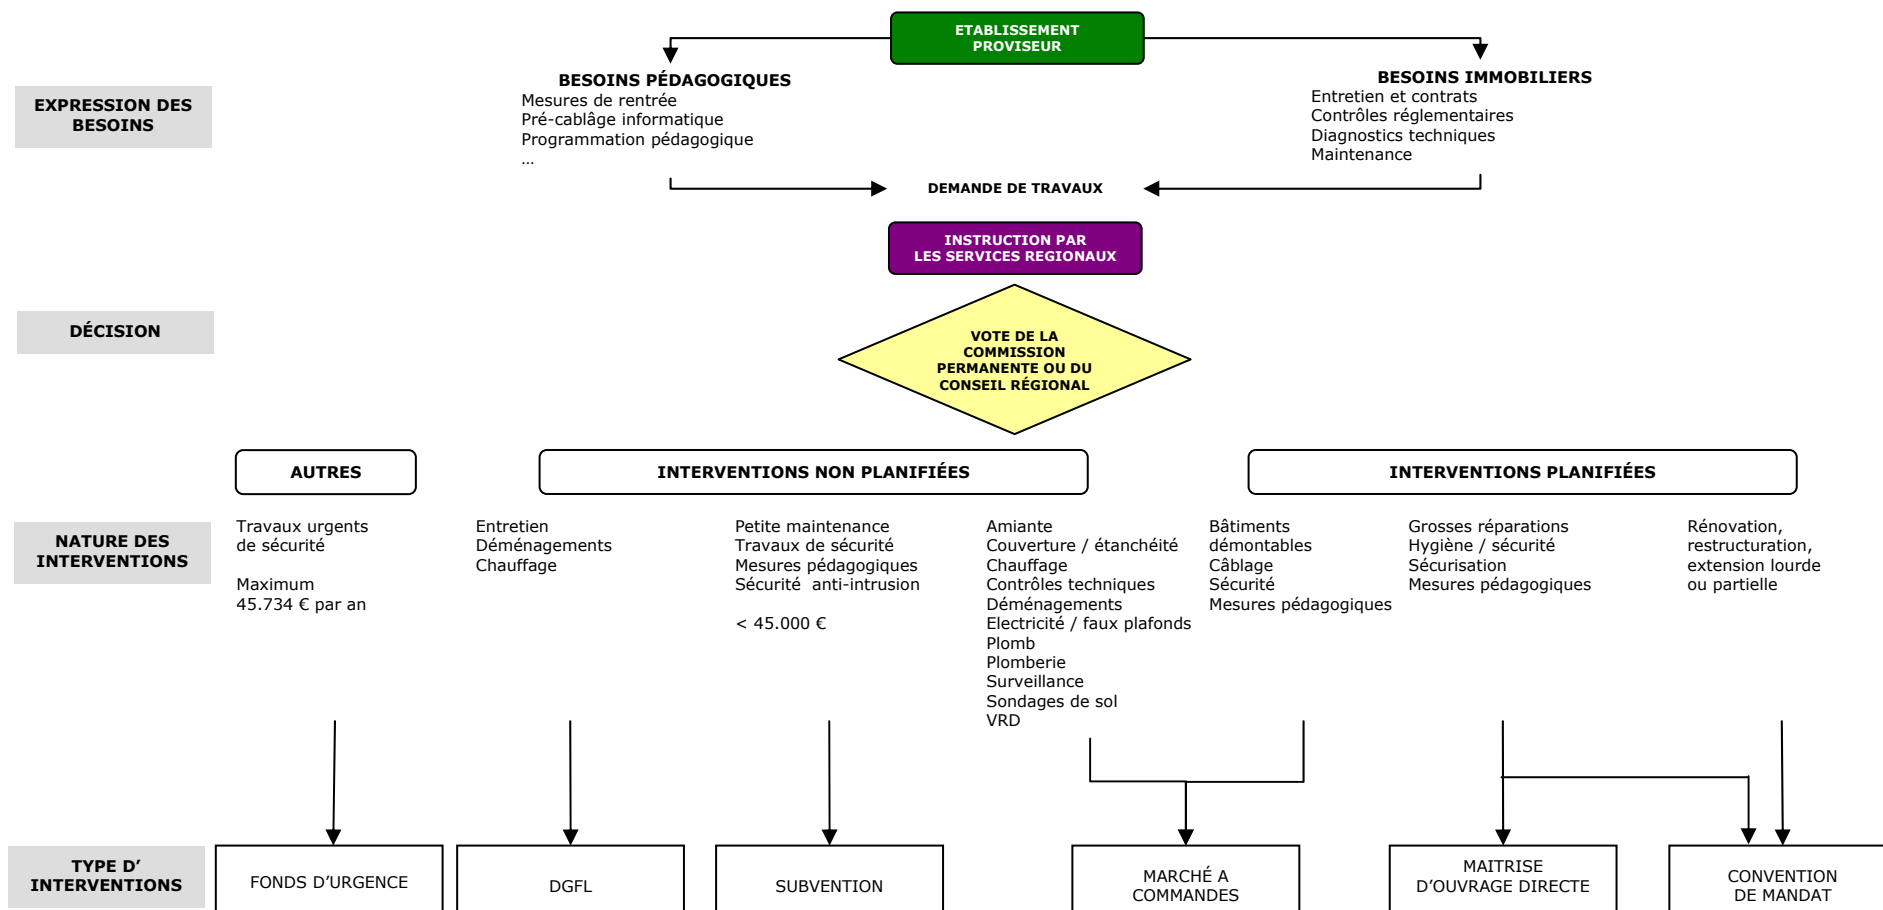 ETABLISSEMENT
PROVISEUR
EXPRESSION DES
BESOINS
BESOINS PÉDAGOGIQUES
Mesures de rentrée
Pré-cablâge informatique
Programmation pédagogique
...
BESOINS IMMOBILIERS
Entretien et contrats
Contrôles réglementaires
Diagnostics techniques
Maintenance
DEMANDE DE TRAVAUX
INSTRUCTION PAR
LES SERVICES REGIONAUX
DÉCISION
VOTE DE LA
COMMISSION
PERMANENTE OU DU
CONSEIL RÉGIONAL
AUTRES
INTERVENTIONS NON PLANIFIÉES
INTERVENTIONS PLANIFIÉES
NATURE DES
INTERVENTIONS
Travaux urgents
de sécurité
Maximum
45.734 € par an
Entretien
Déménagements
Chauffage
Petite maintenance
Travaux de sécurité
Mesures pédagogiques
Sécurité anti-intrusion
< 45.000 €
Amiante
Couverture / étanchéité
Chauffage
Contrôles techniques
Déménagements
Electricité / faux plafonds
Plomb
Plomberie
Surveillance
Sondages de sol
VRD
Bâtiments
démontables
Câblage
Sécurité
Mesures pédagogiques
Grosses réparations
Hygiène / sécurité
Sécurisation
Mesures pédagogiques
Rénovation,
restructuration,
extension lourde
ou partielle
TYPE D'
INTERVENTIONS
FONDS D'URGENCE
DGFL
SUBVENTION
MARCHÉ A
COMMANDES
MAITRISE
D'OUVRAGE DIRECTE
CONVENTION
DE MANDAT